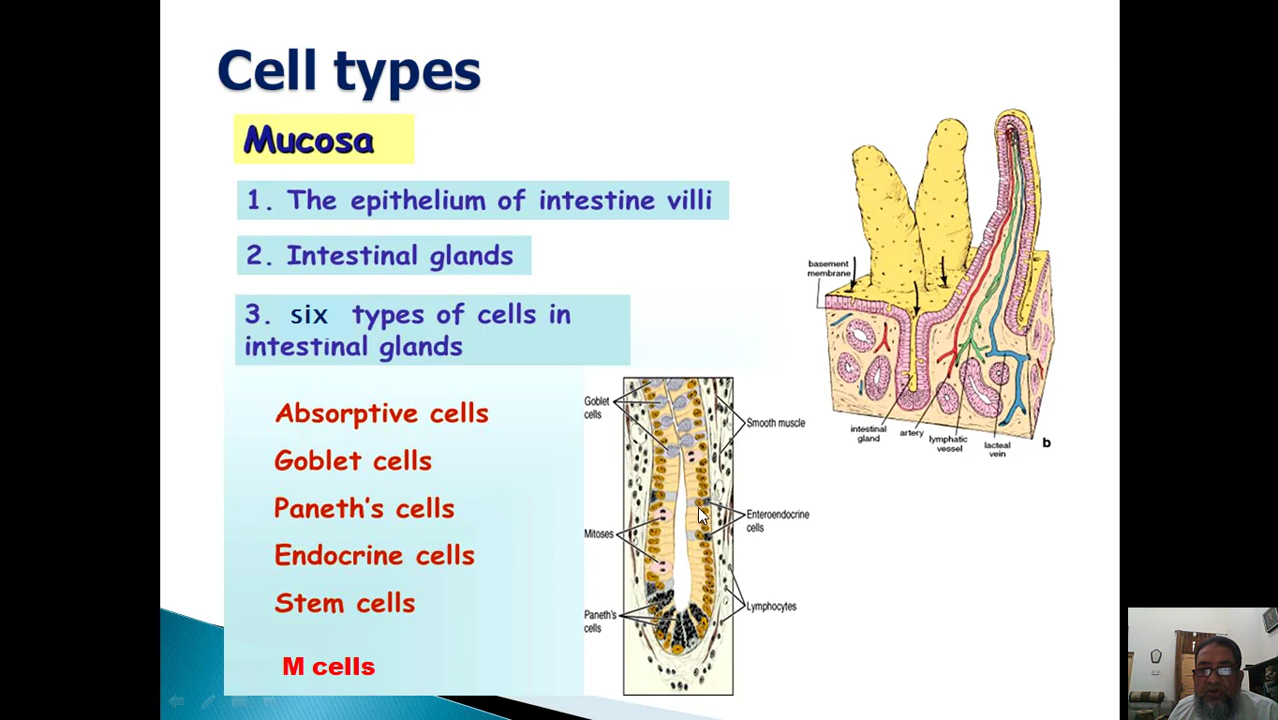 Cell types
Mucosa
1. The epithelium of intestine villi
2. Intestinal glands
3. six types of cells in
intestinal glands
Absorptive cells
Goblet cells
Paneth's cells
Endocrine cells
Stem cells
M cells
Goblet
cells
Smooth muscle
Enteroendocrine
cells
Mitoses
Lymphocytes
Paneth's
cells
basement
membrane
intestinal
gland
artery
lymphatic
vessel
lacteal
vein
b